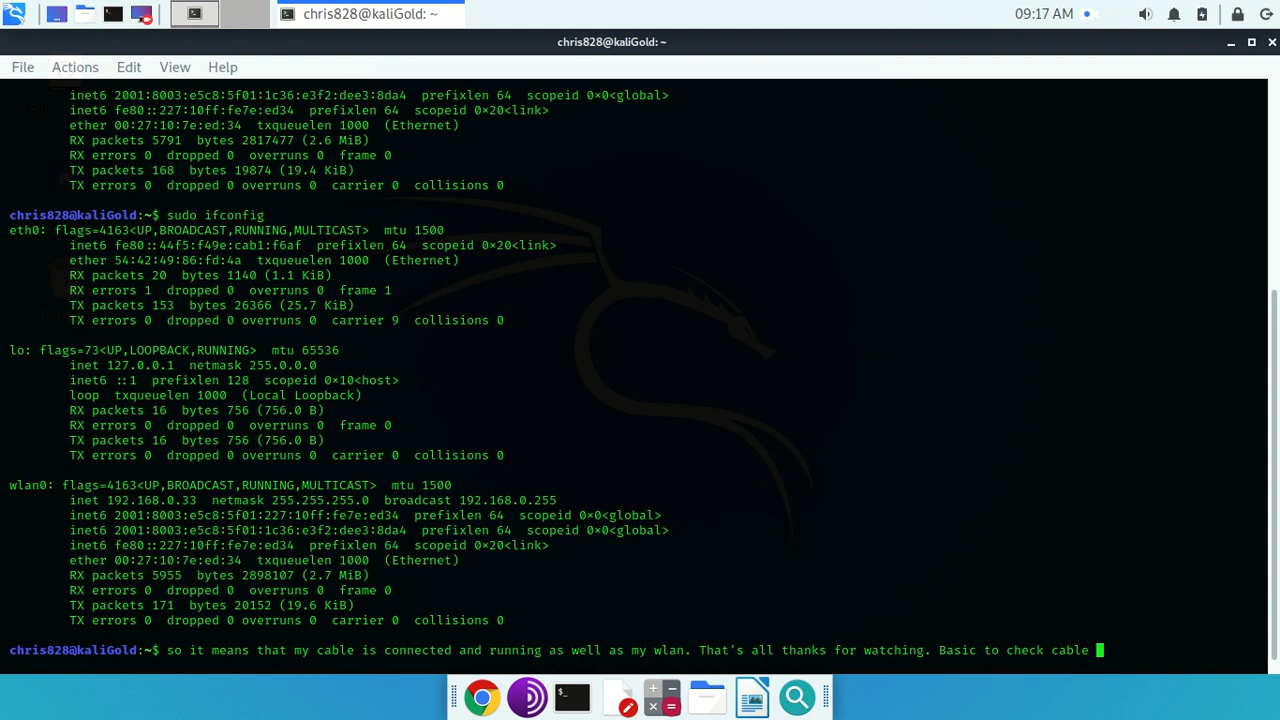 chris828@kaliGold: ~
09:17 AM
chris828@kaliGold: ~
File Actions Edit View Help
inet6 2001:8003:e5c8:5f01:1c36:e3f2:dee3:8da4 prefixlen 64 scopeid 0×0<global>
inet6 fe80::227:10ff:fe7e:ed34 prefixlen 64 scopeid 0×20<link>
ether 00:27:10:7e:ed:34 txqueuelen 1000 (Ethernet)
RX packets 5791 bytes 2817477 (2.6 MiB)
RX errors 0 dropped 0 overruns 0 frame 0
TX packets 168 bytes 19874 (19.4 KiB)
TX errors 0 dropped 0 overruns 0 carrier 0 collisions 0
chris828@kaliGold:~$ sudo ifconfig
eth0: flags=4163<UP,BROADCAST,RUNNING,MULTICAST> mtu 1500
inet6 fe80::44f5:f49e:cab1:f6af prefixlen 64 scopeid 0×20<link>
ether 54:42:49:86:fd:4a txqueuelen 1000 (Ethernet)
RX packets 20 bytes 1140 (1.1 KiB)
RX errors 1 dropped 0 overruns 0 frame 1
TX packets 153 bytes 26366 (25.7 KiB)
TX errors 0 dropped 0 overruns 0 carrier 9 collisions 0
lo: flags=73<UP,LOOPBACK,RUNNING> mtu 65536
inet 127.0.0.1 netmask 255.0.0.0
inet6 ::1 prefixlen 128 scopeid 0×10<host>
loop txqueuelen 1000 (Local Loopback)
RX packets 16 bytes 756 (756.0 B)
RX errors 0 dropped 0 overruns 0 frame 0
TX packets 16 bytes 756 (756.0 B)
TX errors 0 dropped 0 overruns 0 carrier 0 collisions 0
wlan0: flags=4163<UP,BROADCAST,RUNNING,MULTICAST> mtu 1500
inet 192.168.0.33 netmask 255.255.255.0 broadcast 192.168.0.255
inet6 2001:8003:e5c8:5f01:227:10ff:fe7e:ed34 prefixlen 64 scopeid 0×0<global>
inet6 2001:8003:e5c8:5f01:1c36:e3f2:dee3:8da4 prefixlen 64 scopeid 0×0<global>
inet6 fe80::227:10ff:fe7e:ed34 prefixlen 64 scopeid 0×20<link>
ether 00:27:10:7e:ed:34 txqueuelen 1000 (Ethernet)
RX packets 5955 bytes 2898107 (2.7 MiB)
RX errors 0 dropped 0 overruns 0 frame 0
TX packets 171 bytes 20152 (19.6 KiB)
TX errors 0 dropped 0 overruns 0 carrier 0 collisions 0
chris828@kaliGold:~$ so it means that my cable is connected and running as well as my wlan. That's all thanks for watching. Basic to check cable